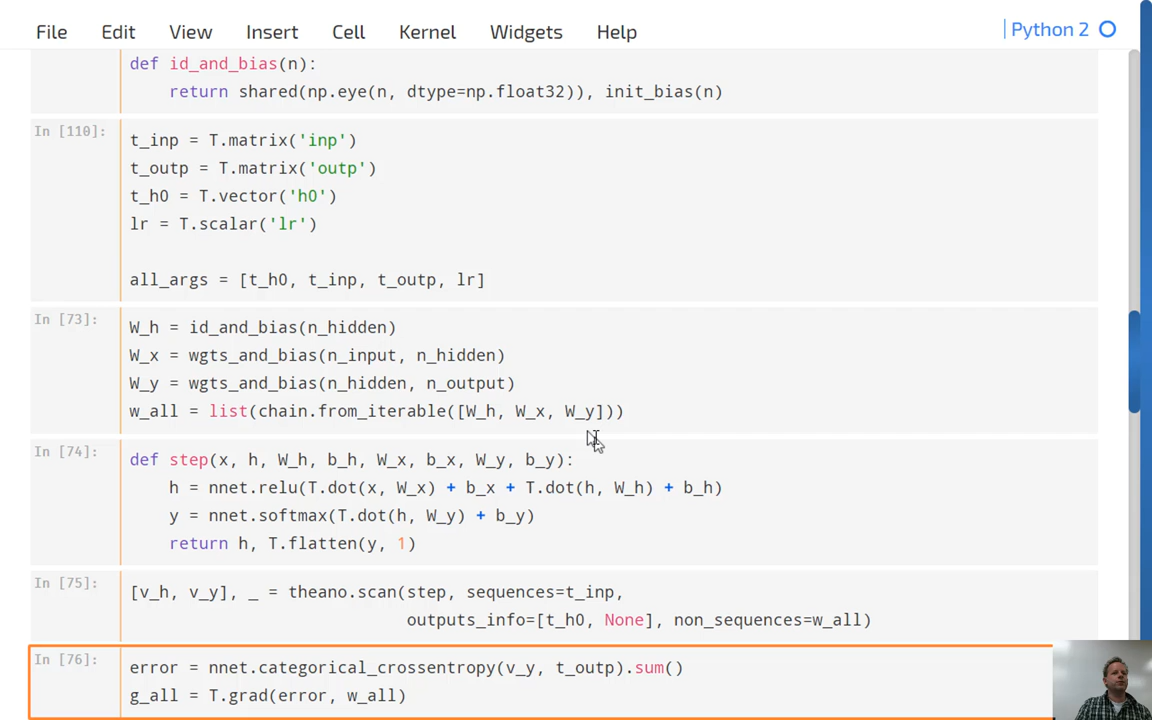 File Edit View Insert Cell Kernel Widgets Help Python 2
def id_and_bias(n):
return shared(np.eye(n, dtype=np.float32)), init_bias(n)
In [110]:
t_inp = T.matrix('inp')
t_outp = T.matrix('outp')
t_h0 = T.vector('h0')
lr = T.scalar('lr')
all_args = [t_h0, t_inp, t_outp, lr]
In [73]:
W_h = id_and_bias(n_hidden)
W_x = wgts_and_bias(n_input, n_hidden)
W_y = wgts_and_bias(n_hidden, n_output)
w_all = list(chain.from_iterable([W_h, W_x, W_y]))
In [74]:
def step(x, h, W_h, b_h, W_x, b_x, W_y, b_y):
h = nnet.relu(T.dot(x, W_x) + b_x + T.dot(h, W_h) + b_h)
y = nnet.softmax(T.dot(h, W_y) + b_y)
return h, T.flatten(y, 1)
In [75]:
[v_h, v_y], _ = theano.scan(step, sequences=t_inp,
outputs_info=[t_h0, None], non_sequences=w_all)
In [76]:
error = nnet.categorical_crossentropy(v_y, t_outp).sum()
g_all = T.grad(error, w_all)